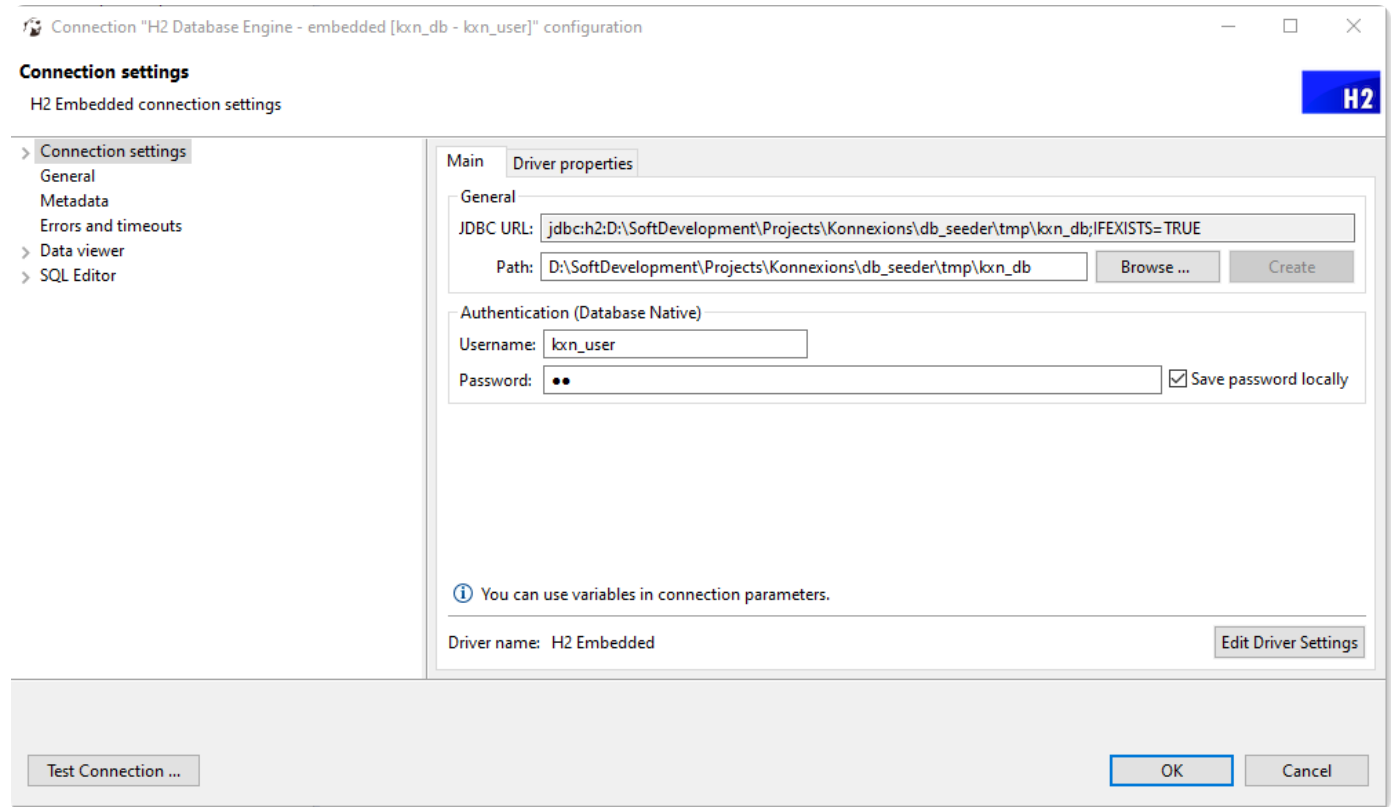 Connection "H2 Database Engine - embedded [kxn_db - kxn_user]" configuration
Connection settings
H2 Embedded connection settings
H2
Connection settings
General
Metadata
Errors and timeouts
Data viewer
SQL Editor
Main Driver properties
General
JDBC URL: jdbc:h2:D:\SoftDevelopment\Projects\Konnexions\db_seeder\tmp\kxn_db;IFEXISTS=TRUE
Path: D:\SoftDevelopment\Projects\Konnexions\db_seeder\tmp\kxn_db Browse ... Create
Authentication (Database Native)
Username: kxn_user
Password: ●● Save password locally
You can use variables in connection parameters.
Driver name: H2 Embedded Edit Driver Settings
Test Connection ... OK Cancel